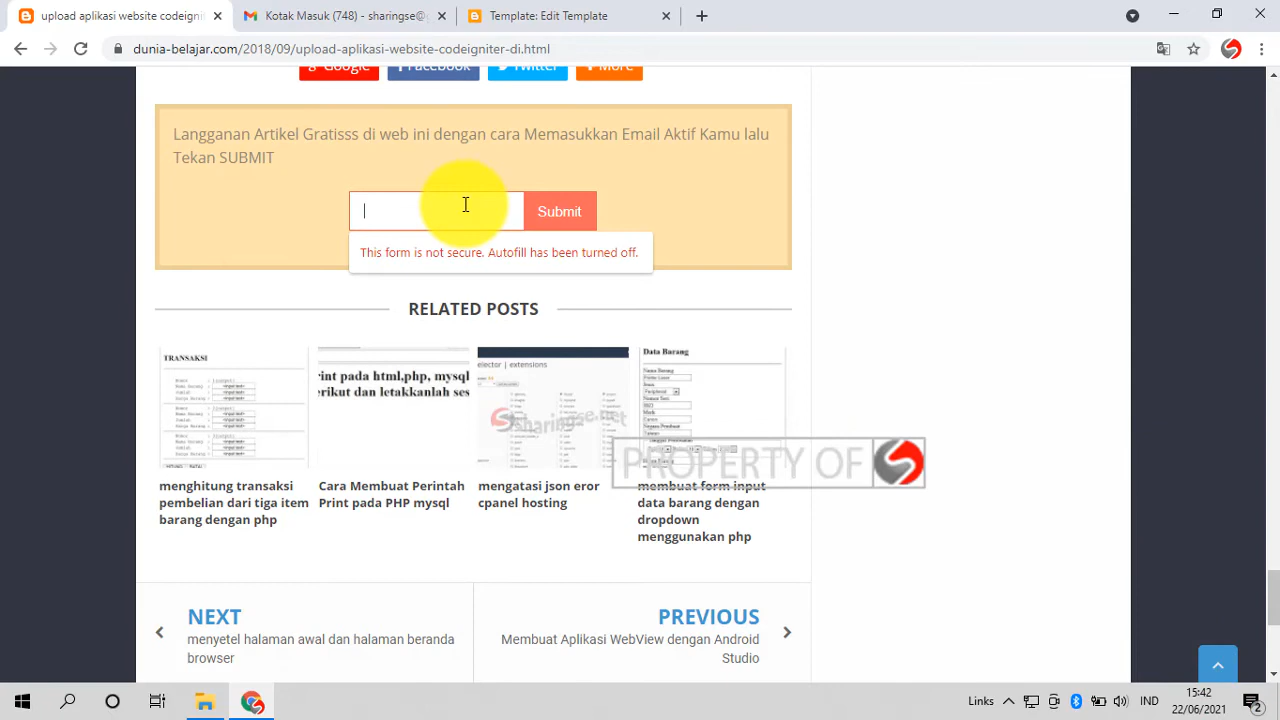 upload aplikasi website codeignit
Kotak Masuk (748) - sharingse@g
Template: Edit Template
dunia-belajar.com/2018/09/upload-aplikasi-website-codeigniter-di.html
Google
Facebook
Twitter
More
Langganan Artikel Gratisss di web ini dengan cara Memasukkan Email Aktif Kamu lalu
Tekan SUBMIT
Submit
This form is not secure. Autofill has been turned off.
RELATED POSTS
TRANSAKSI
rint pada html,php, mysql
erikut dan letakkanlah ses
elector | extensions
Data Barang
sharingse.net
PROPERTY OF
menghitung transaksi
pembelian dari tiga item
barang dengan php
Cara Membuat Perintah
Print pada PHP mysql
mengatasi json eror
cpanel hosting
membuat form input
data barang dengan
dropdown
menggunakan php
NEXT
menyetel halaman awal dan halaman beranda
browser
PREVIOUS
Membuat Aplikasi WebView dengan Android
Studio
Links
IND
15:42
22/06/2021
2